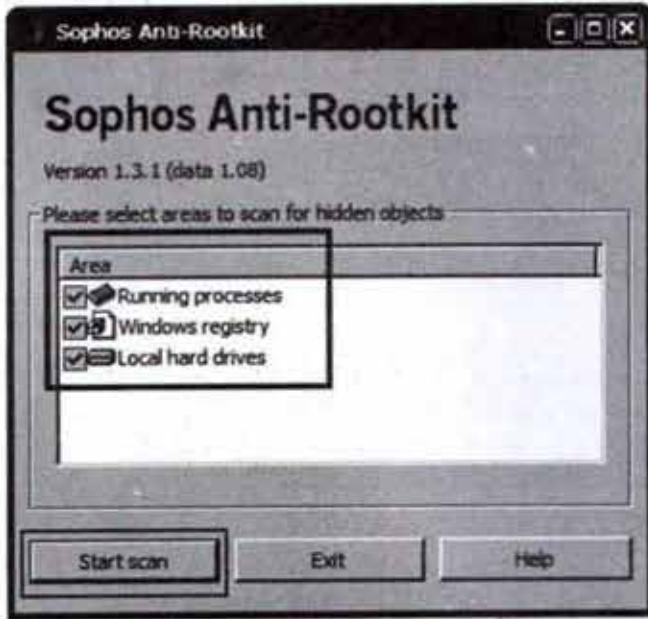 Sophos Anti-Rootkit
Sophos Anti-Rootkit
Version 1.3.1 (data 1.08)
Please select areas to scan for hidden objects
Area
Running processes
Windows registry
Local hard drives
Start scan
Exit
Help